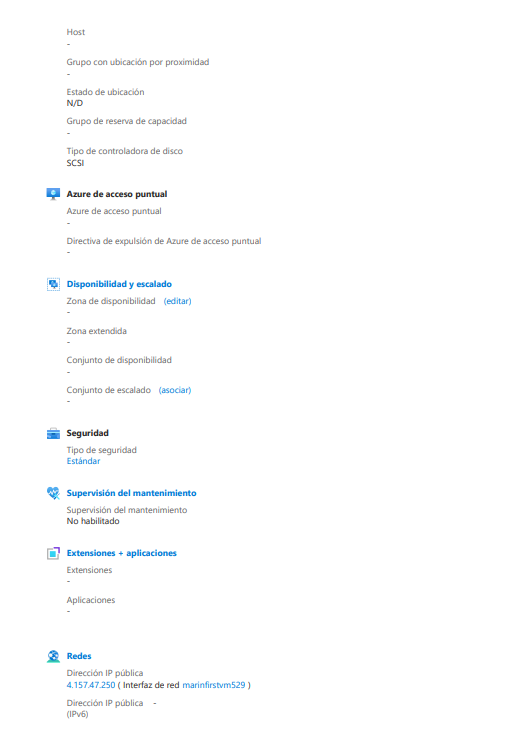 Host
-
Grupo con ubicación por proximidad
-
Estado de ubicación
N/D
Grupo de reserva de capacidad
-
Tipo de controladora de disco
SCSI
Azure de acceso puntual
Azure de acceso puntual
-
Directiva de expulsión de Azure de acceso puntual
-
Disponibilidad y escalado
Zona de disponibilidad (editar)
-
Zona extendida
-
Conjunto de disponibilidad
-
Conjunto de escalado (asociar)
-
Seguridad
Tipo de seguridad
Estándar
Supervisión del mantenimiento
Supervisión del mantenimiento
No habilitado
Extensiones + aplicaciones
Extensiones
-
Aplicaciones
-
Redes
Dirección IP pública
4.157.47.250 ( Interfaz de red marinfirstvm529 )
Dirección IP pública -
(IPv6)